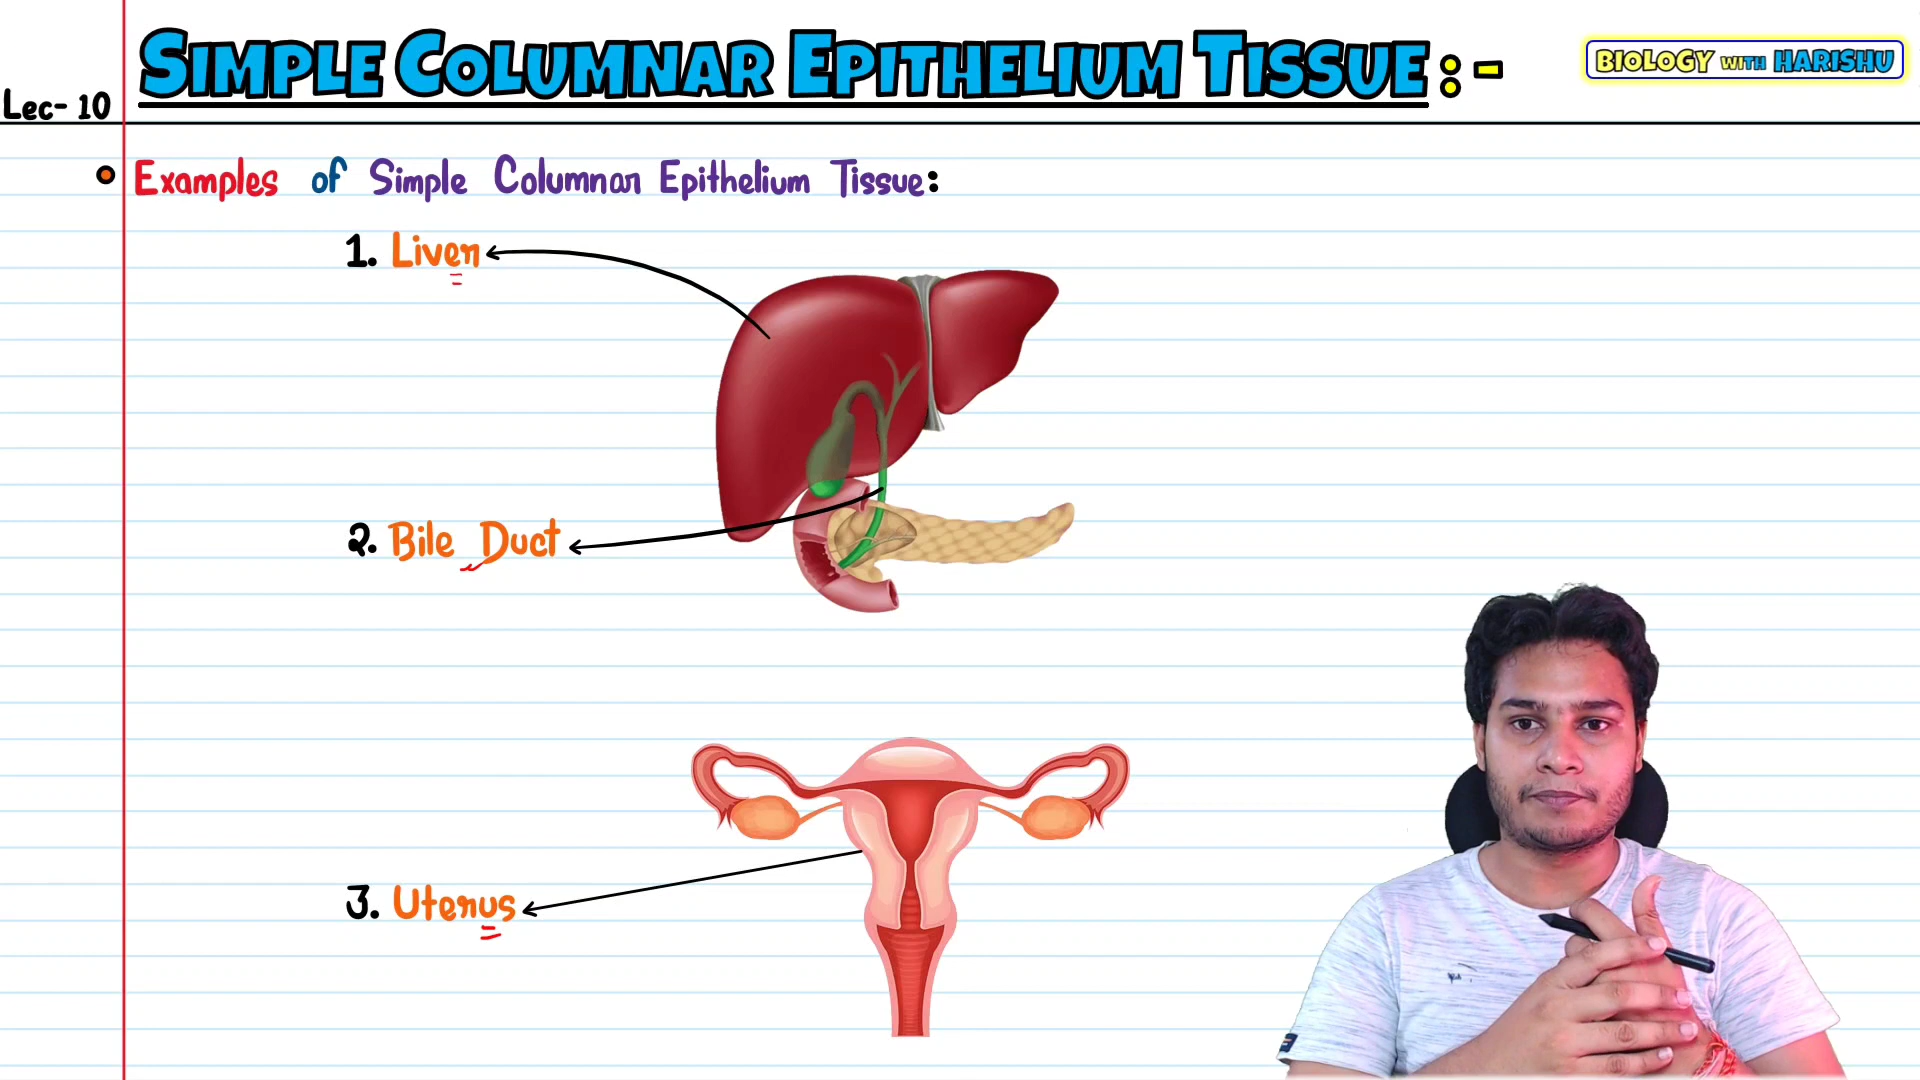 SIMPLE COLUMNAR EPITHELIUM TISSUE:-
BIOLOGY WITH HARISHU
Lec- 10
Examples of Simple Columnar Epithelium Tissue:
1. Liver
2. Bile Duct
3. Uterus